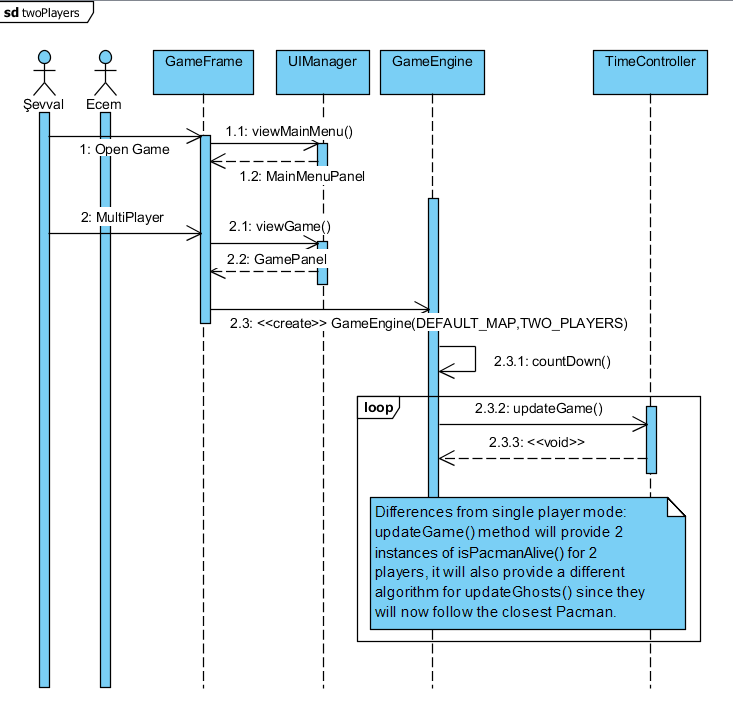 sd twoPlayers
Şevval
Ecem
GameFrame
UIManager
GameEngine
TimeController
1: Open Game
1.1: viewMainMenu()
1.2: MainMenuPanel
2: MultiPlayer
2.1: viewGame()
2.2: GamePanel
2.3: <<create>> GameEngine(DEFAULT_MAP,TWO_PLAYERS)
2.3.1: countDown()
loop
2.3.2: updateGame()
2.3.3: <<void>>
Differences from single player mode:
updateGame() method will provide 2
instances of isPacmanAlive() for 2
players, it will also provide a different
algorithm for updateGhosts() since they
will now follow the closest Pacman.